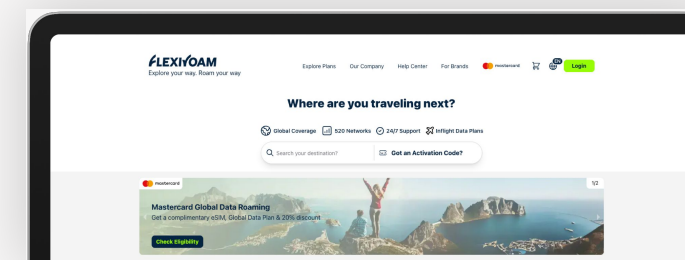 FLEXIROAM
Explore your way. Roam your way
Explore Plans Our Company Help Center For Brands mastercard EN Login
Where are you traveling next?
Global Coverage 520 Networks 24/7 Support Inflight Data Plans
Search your destination? Got an Activation Code?
mastercard 1/2
Mastercard Global Data Roaming
Get a complimentary eSIM, Global Data Plan & 20% discount
Check Eligibility